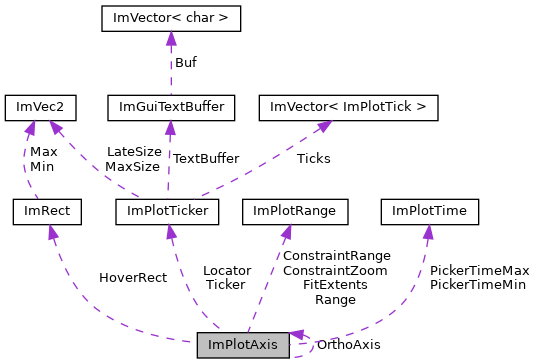 ImVector< char >
Buf
ImVec2
ImGuiTextBuffer
ImVector< ImPlotTick >
Max
Min
LateSize
MaxSize
TextBuffer
Ticks
ImRect
ImPlotTicker
ImPlotRange
ImPlotTime
HoverRect
Locator
Ticker
ConstraintRange
ConstraintZoom
FitExtents
Range
PickerTimeMax
PickerTimeMin
ImPlotAxis
OrthoAxis